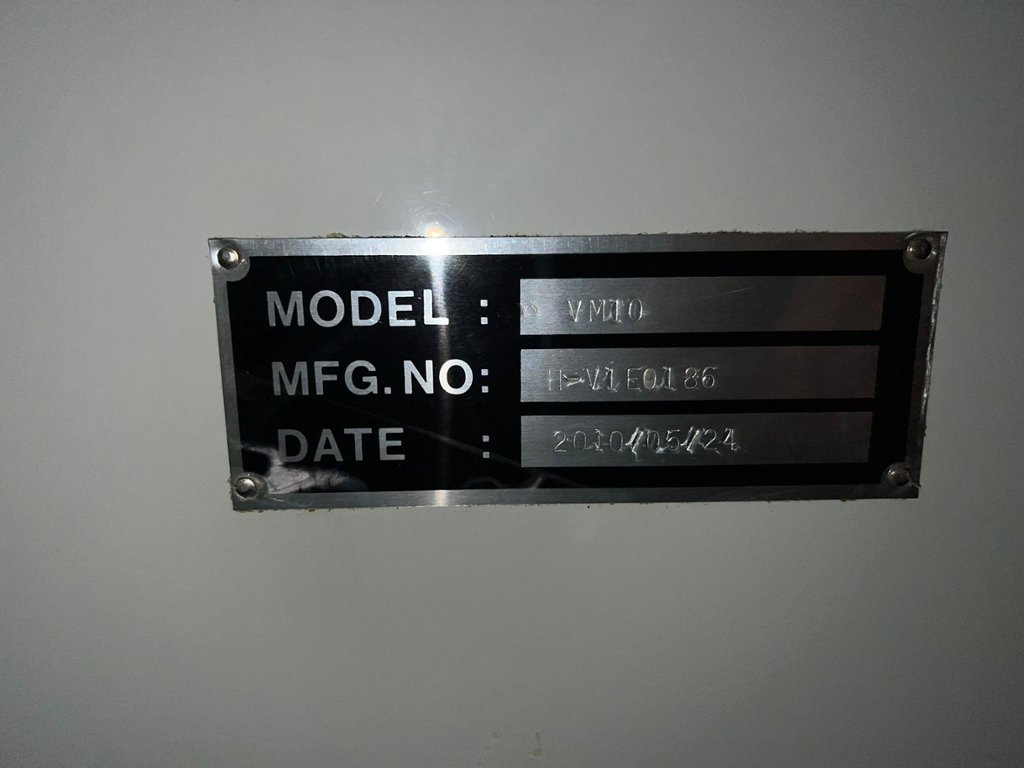 MODEL : VM10
MFG.NO: H-V1E0186
DATE : 2010/05/24